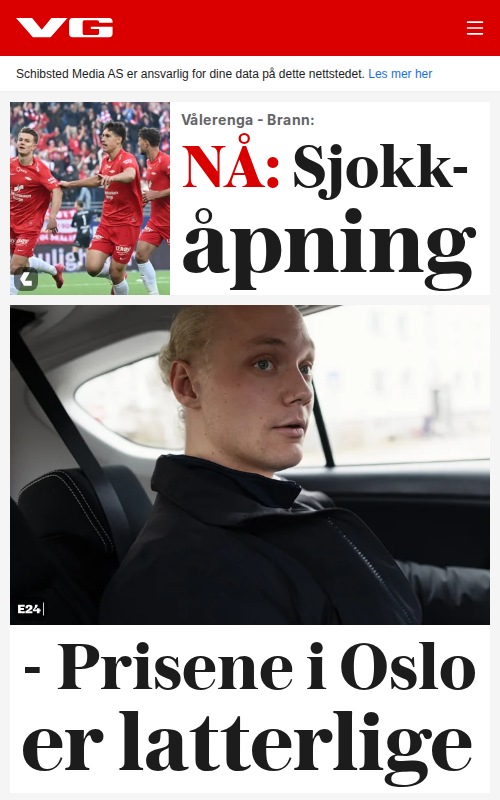 VG
Schibsted Media AS er ansvarlig for dine data på dette nettstedet. Les mer her
Vålerenga - Brann:
NÅ: Sjokk-
åpning
E24
- Prisene i Oslo
er latterlige